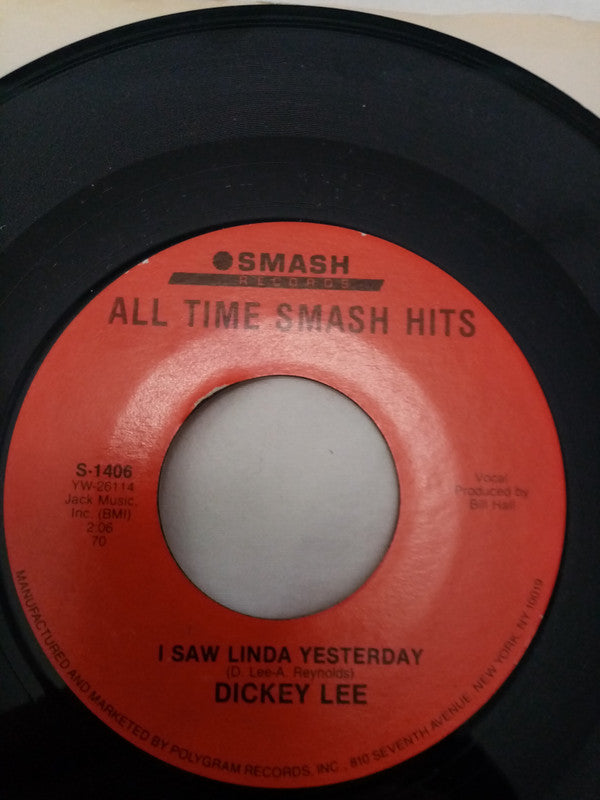 SMASH
RECORDS
ALL TIME SMASH HITS
S-1406
YW-26114
Jack Music,
Inc. (BMI)
2:06
70
Vocal
Produced by
Bill Hall
I SAW LINDA YESTERDAY
(D. Lee-A. Reynolds)
DICKEY LEE
MANUFACTURED AND MARKETED BY POLYGRAM RECORDS, INC., 810 SEVENTH AVENUE, NEW YORK, NY 10019